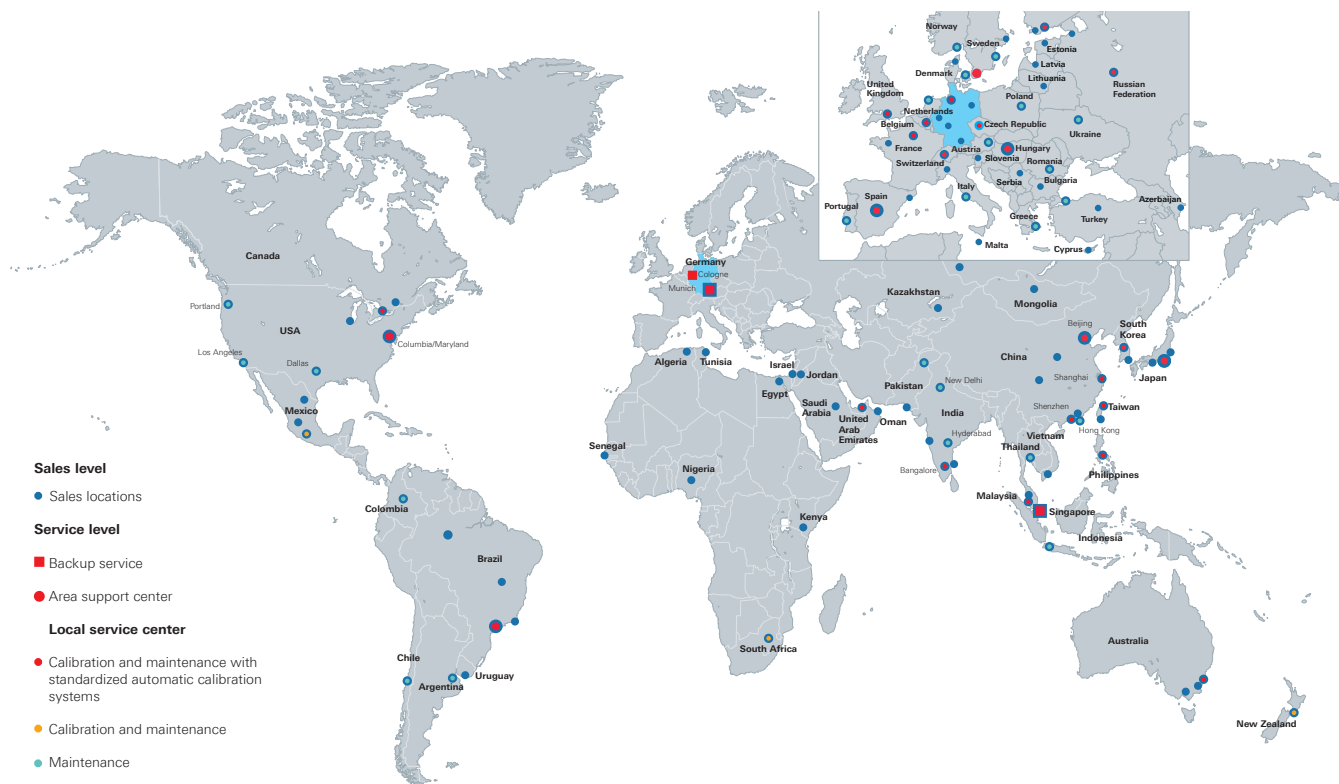 Norway
Sweden
Estonia
Latvia
Denmark
Lithuania
United
Kingdom
Russian
Federation
Poland
Netherlands
Belgium
Czech Republic
Ukraine
France
Austria
Hungary
Switzerland
Slovenia
Romania
Serbia
Bulgaria
Italy
Portugal
Spain
Azerbaijan
Greece
Turkey
Malta
Cyprus
Canada
Germany
Cologne
Munich
Kazakhstan
Mongolia
Portland
USA
Columbia/Maryland
Beijing
South
Korea
Los Angeles
Dallas
Algeria
Tunisia
Israel
Jordan
China
Japan
Egypt
Pakistan
New Delhi
Shanghai
Mexico
Saudi
Arabia
United
Arab
Emirates
Oman
India
Shenzhen
Taiwan
Hong Kong
Senegal
Hyderabad
Vietnam
Thailand
Nigeria
Bangalore
Philippines
Colombia
Malaysia
Singapore
Kenya
Indonesia
Brazil
Australia
South Africa
Chile
Argentina
Uruguay
New Zealand
Sales level
Sales locations
Service level
Backup service
Area support center
Local service center
Calibration and maintenance with
standardized automatic calibration
systems
Calibration and maintenance
Maintenance